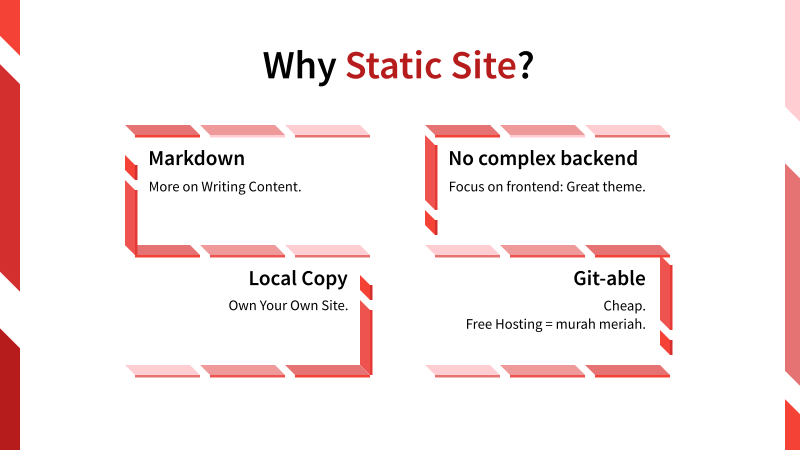 Why Static Site?
Markdown
More on Writing Content.
No complex backend
Focus on frontend: Great theme.
Local Copy
Own Your Own Site.
Git-able
Cheap.
Free Hosting = murah meriah.